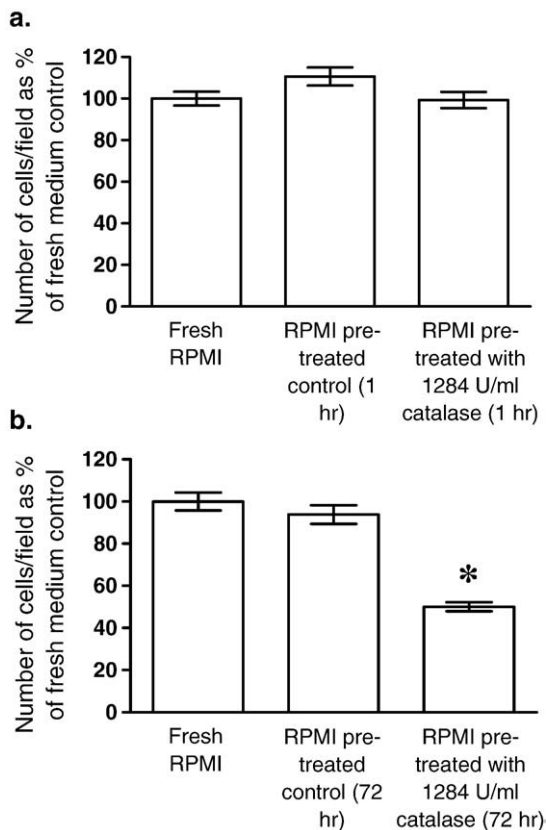 a.
Number of cells/field as %
of fresh medium control
120
100
80
60
40
20
0
Fresh
RPMI
RPMI pre-
treated
control (1
hr)
RPMI pre-
treated with
1284 U/ml
catalase (1 hr)
b.
Number of cells/field as %
of fresh medium control
120
100
80
60
40
20
0
*
Fresh
RPMI
RPMI pre-
treated
control (72
hr)
RPMI pre-
treated with
1284 U/ml
catalase (72 hr)